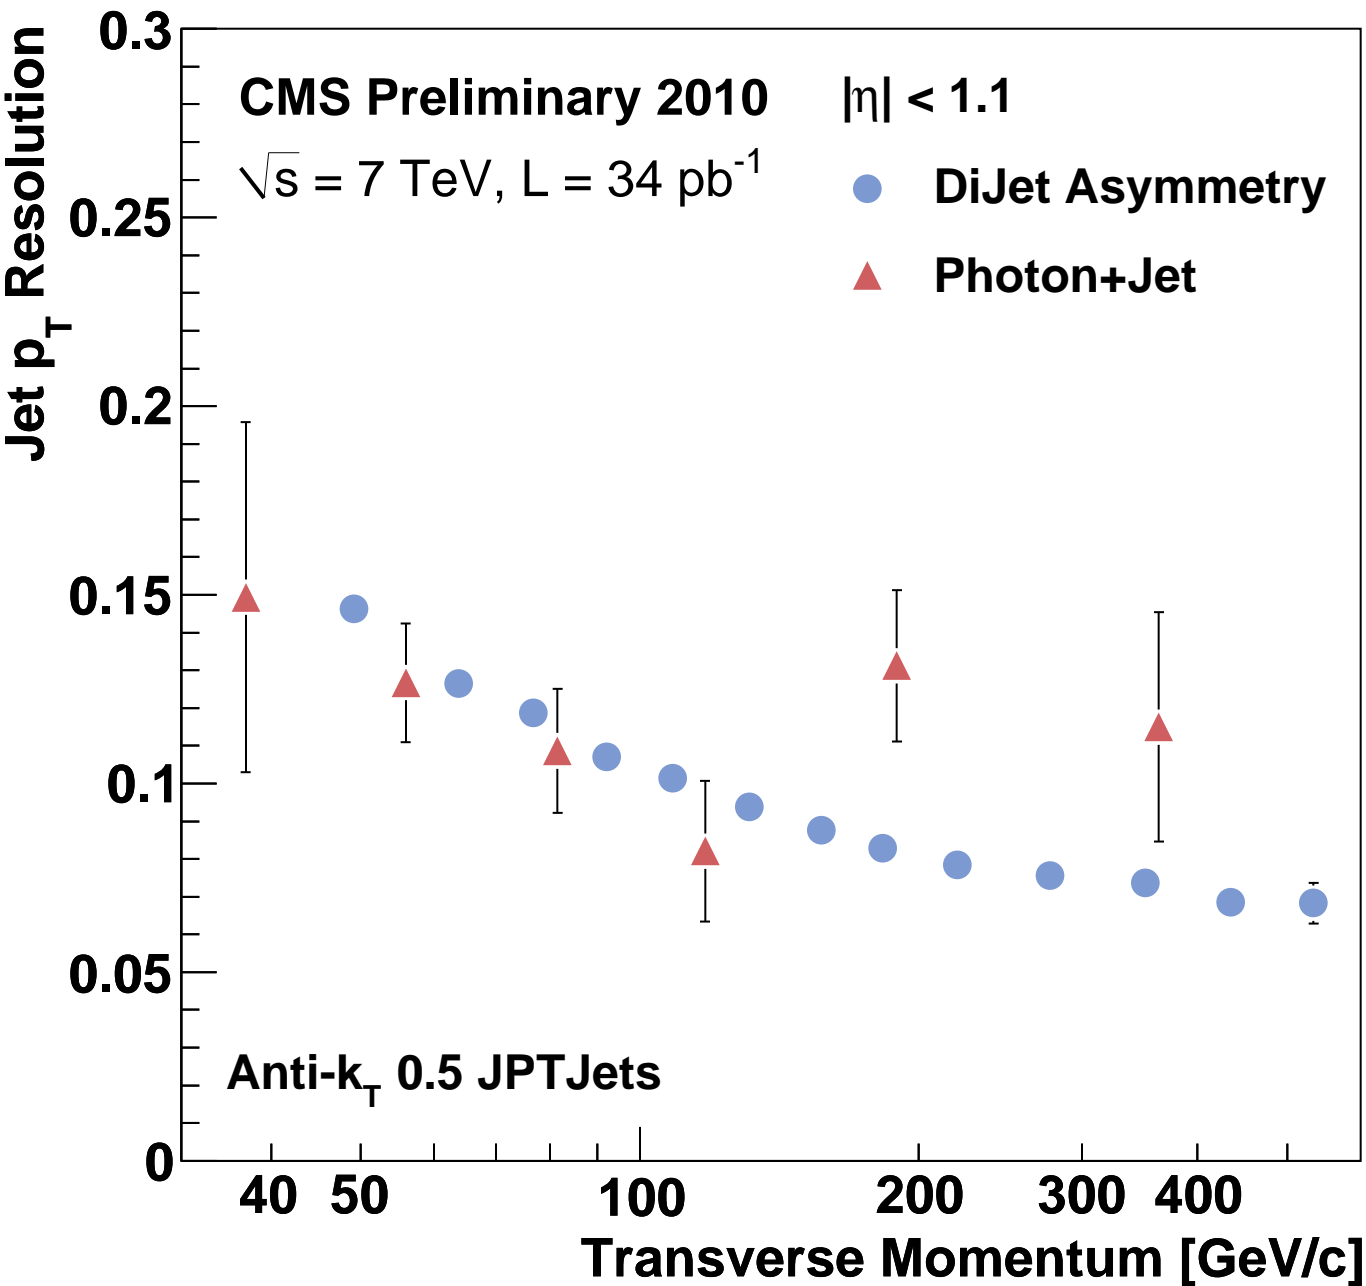 Jet p_T Resolution
0.3
0.25
0.2
0.15
0.1
0.05
0
CMS Preliminary 2010 |η| < 1.1
√s = 7 TeV, L = 34 pb⁻¹
DiJet Asymmetry
Photon+Jet
Anti-k_T 0.5 JPTJets
40 50 100 200 300 400
Transverse Momentum [GeV/c]